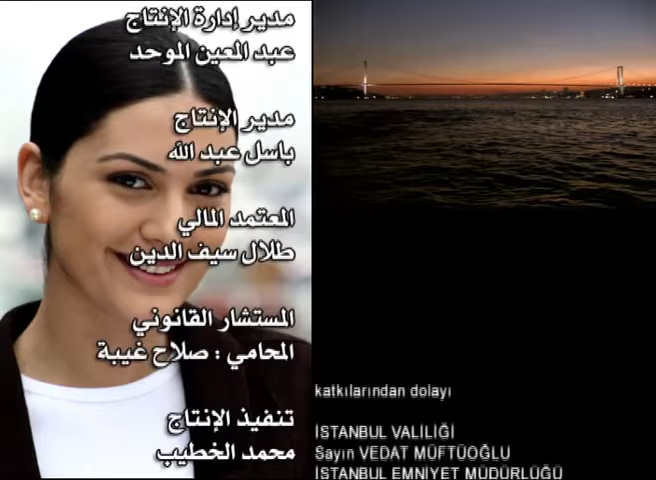 مدير إدارة الإنتاج
عبد المعين الموحد
مدير الإنتاج
باسل عبد الله
المعتمد المالي
طلال سيف الدين
المستشار القانوني
المحامي : صلاح غيبة
تنفيذ الإنتاج
محمد الخطيب
katkılarından dolayı
İSTANBUL VALİLİĞİ
Sayın VEDAT MÜFTÜOĞLU
İSTANBUL EMNİYET MÜDÜRLÜĞÜ